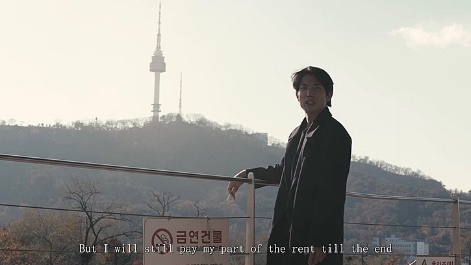 금연건물
But I will still pay my part of the rent till the end